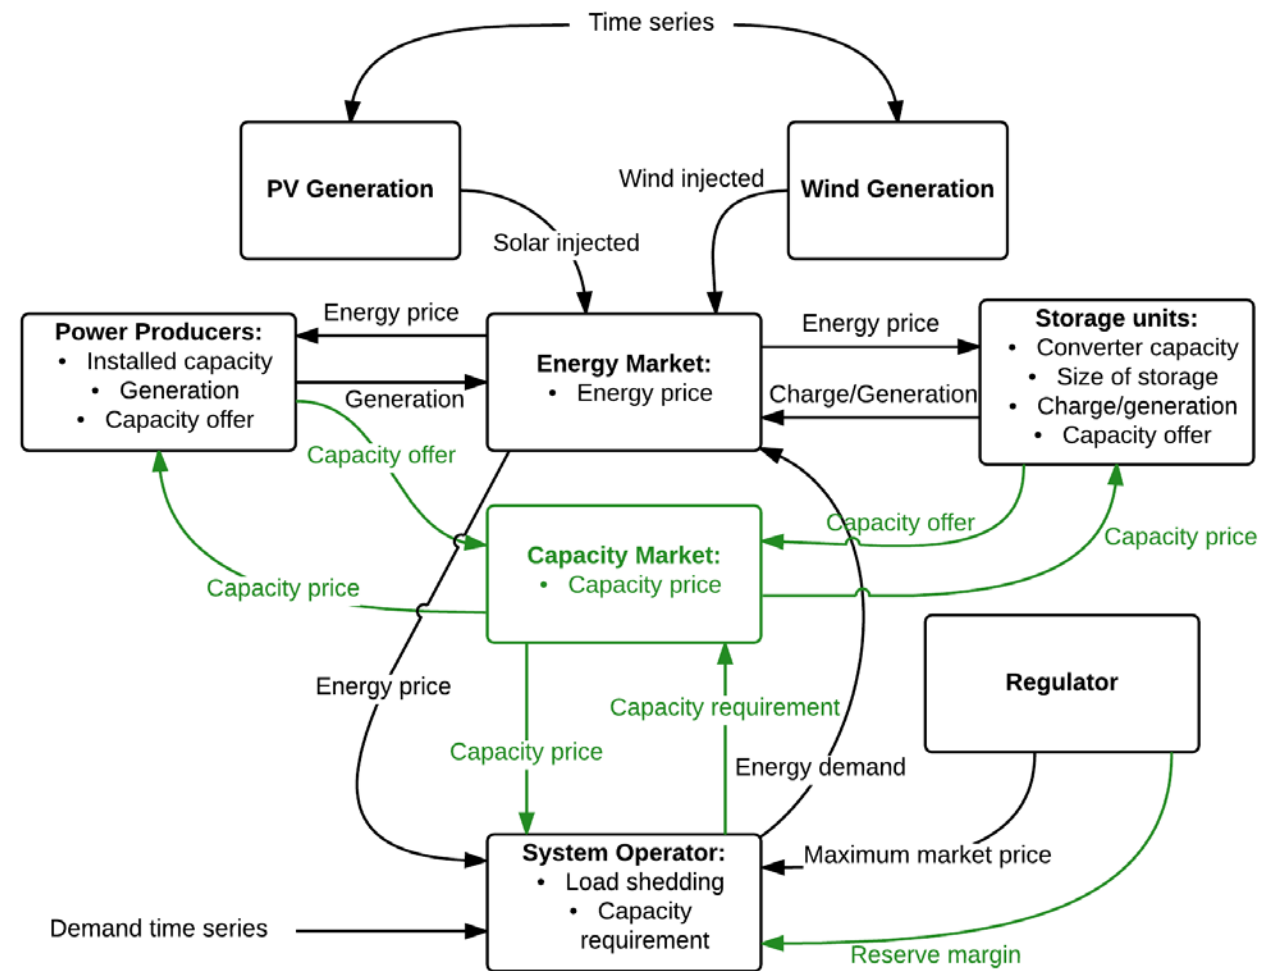 Time series
PV Generation
Wind injected
Wind Generation
Solar injected
Power Producers:
• Installed capacity
• Generation
• Capacity offer
Energy price
Generation
Energy Market:
• Energy price
Energy price
Charge/Generation
Storage units:
• Converter capacity
• Size of storage
• Charge/generation
• Capacity offer
Capacity offer
Capacity offer
Capacity price
Capacity Market:
• Capacity price
Capacity price
Regulator
Energy price
Capacity requirement
Capacity price
Energy demand
System Operator:
• Load shedding
• Capacity
requirement
Maximum market price
Demand time series
Reserve margin